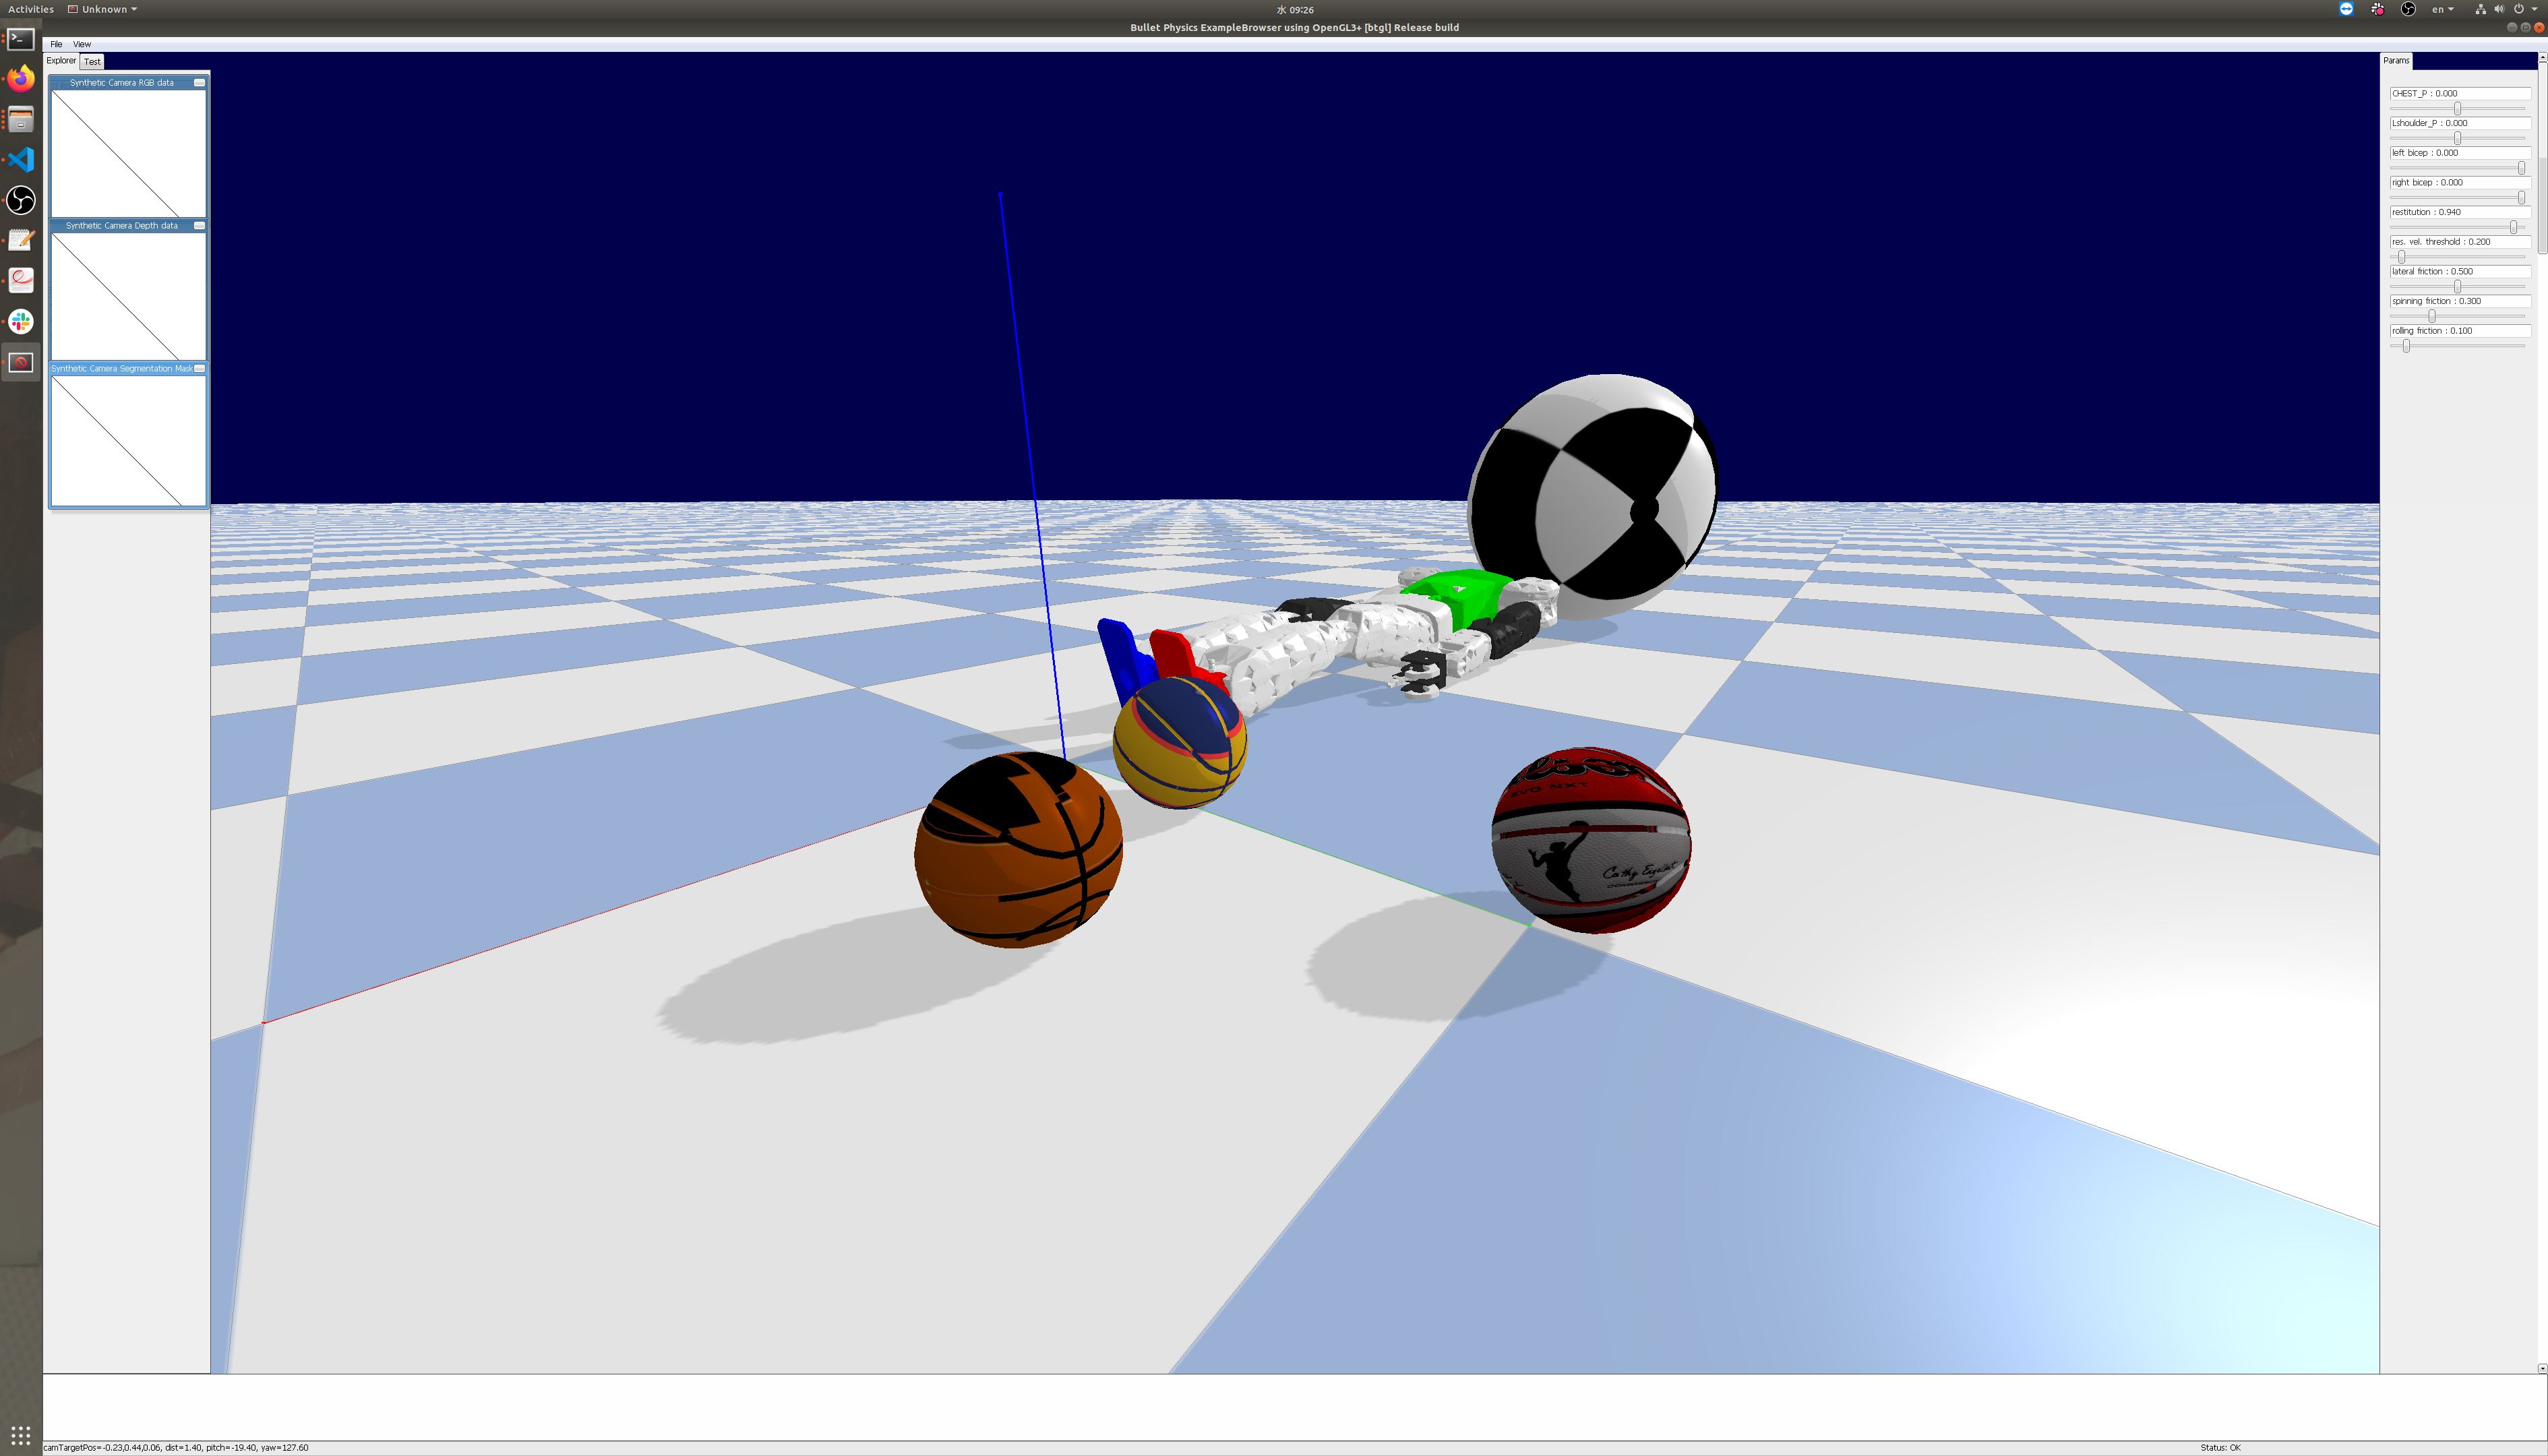 Activities
Unknown
水 09:26
en
Bullet Physics ExampleBrowser using OpenGL3+ [btgl] Release build
File View
Explorer Test
Synthetic Camera RGB data
Synthetic Camera Depth data
Synthetic Camera Segmentation Mask
Params
CHEST_P : 0.000
Lshoulder_P : 0.000
left bicep : 0.000
right bicep : 0.000
restitution : 0.940
res. vel. threshold : 0.200
lateral friction : 0.500
spinning friction : 0.300
rolling friction : 0.100
EVO NXT
Cathy
camTargetPos=-0.23,0.44,0.06, dist=1.40, pitch=-19.40, yaw=127.60
Status: OK